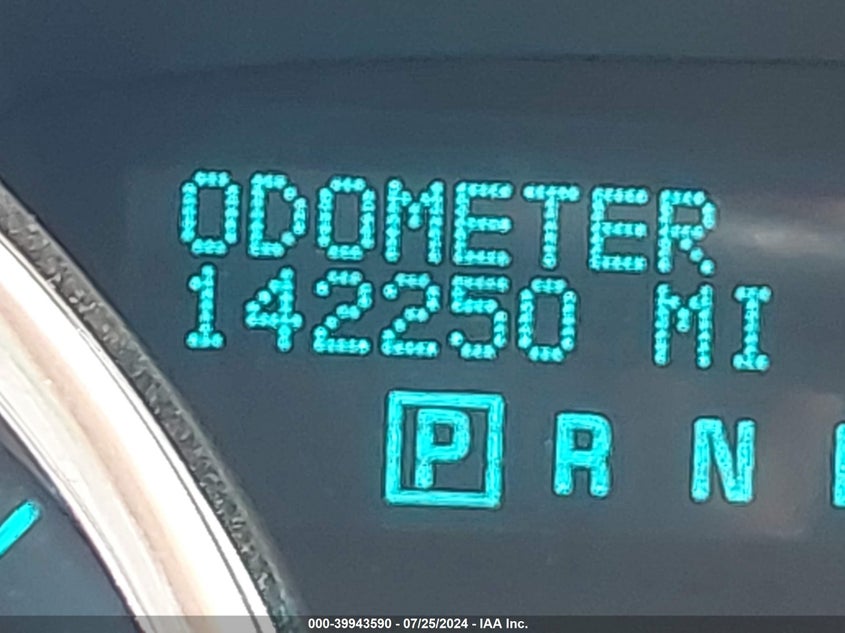 ODOMETER
142250 MI
P R N
000-39943590 - 07/25/2024 - IAA Inc.